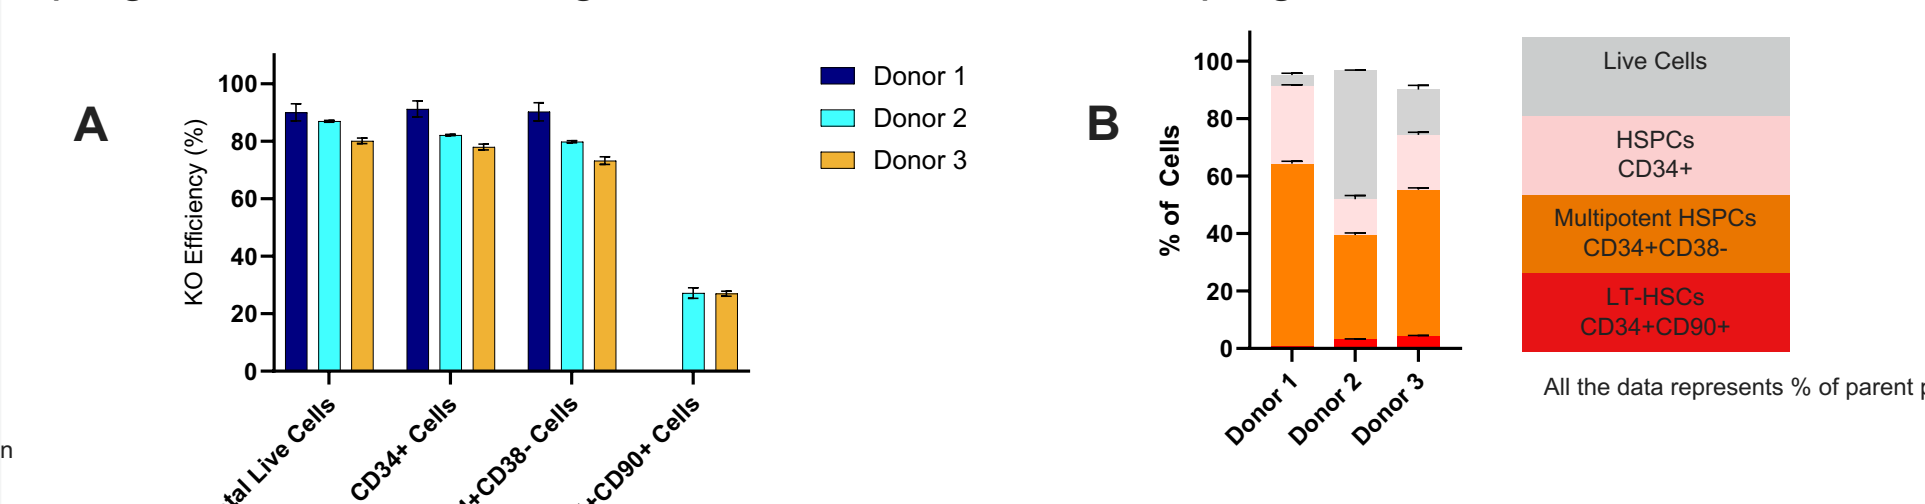 A
KO Efficiency (%)
100
80
60
40
20
0
Live Cells
CD34+ Cells
+CD38- Cells
+CD90+ Cells
Donor 1
Donor 2
Donor 3
n
B
% of Cells
100
80
60
40
20
0
Donor 1
Donor 2
Donor 3
Live Cells
HSPCs
CD34+
Multipotent HSPCs
CD34+CD38-
LT-HSCs
CD34+CD90+
All the data represents % of parent